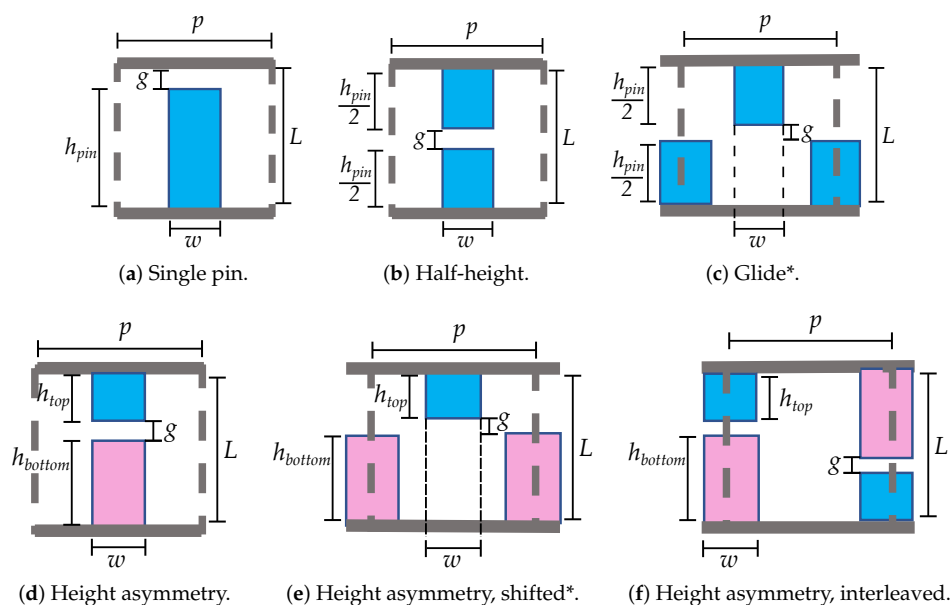 p
p
p
g
h_pin
L
w
h_pin
2
g
h_pin
2
L
w
h_pin
2
g
h_pin
2
L
w
(a) Single pin.
(b) Half-height.
(c) Glide*.
p
p
p
h_top
g
h_bottom
L
w
h_top
g
h_bottom
L
w
h_top
h_bottom
g
L
w
(d) Height asymmetry.
(e) Height asymmetry, shifted*.
(f) Height asymmetry, interleaved.